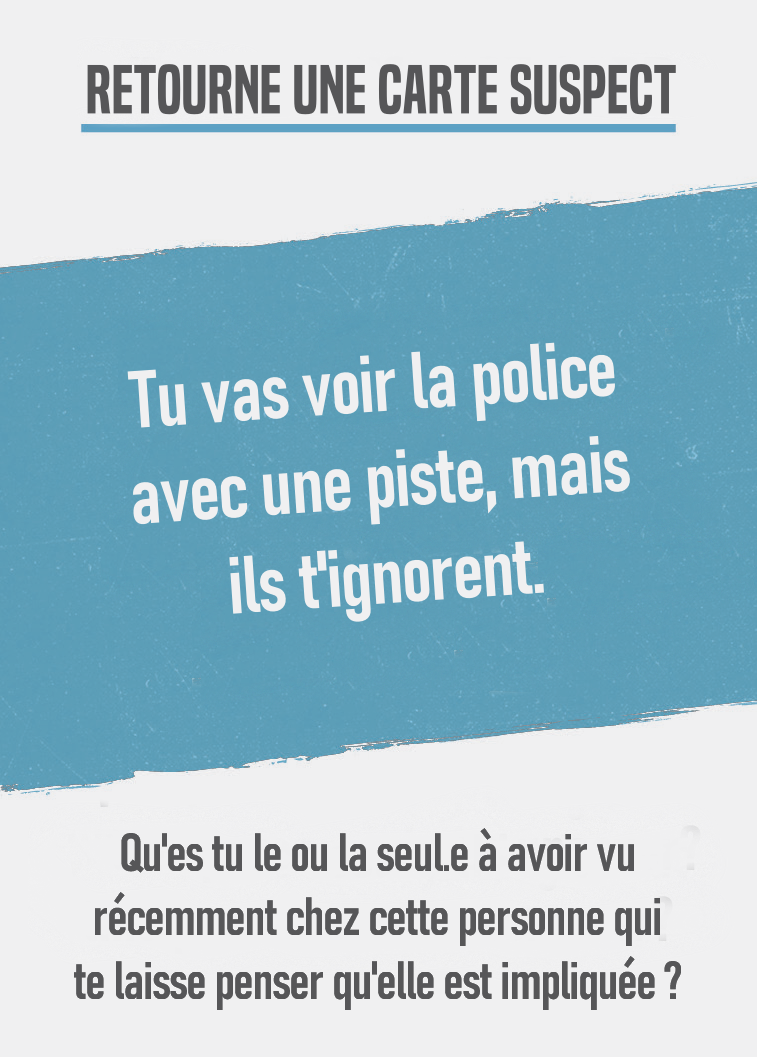 RETOURNE UNE CARTE SUSPECT
Tu vas voir la police
avec une piste, mais
ils t'ignorent.
Qu'es tu le ou la seul.e à avoir vu
récemment chez cette personne qui
te laisse penser qu'elle est impliquée ?